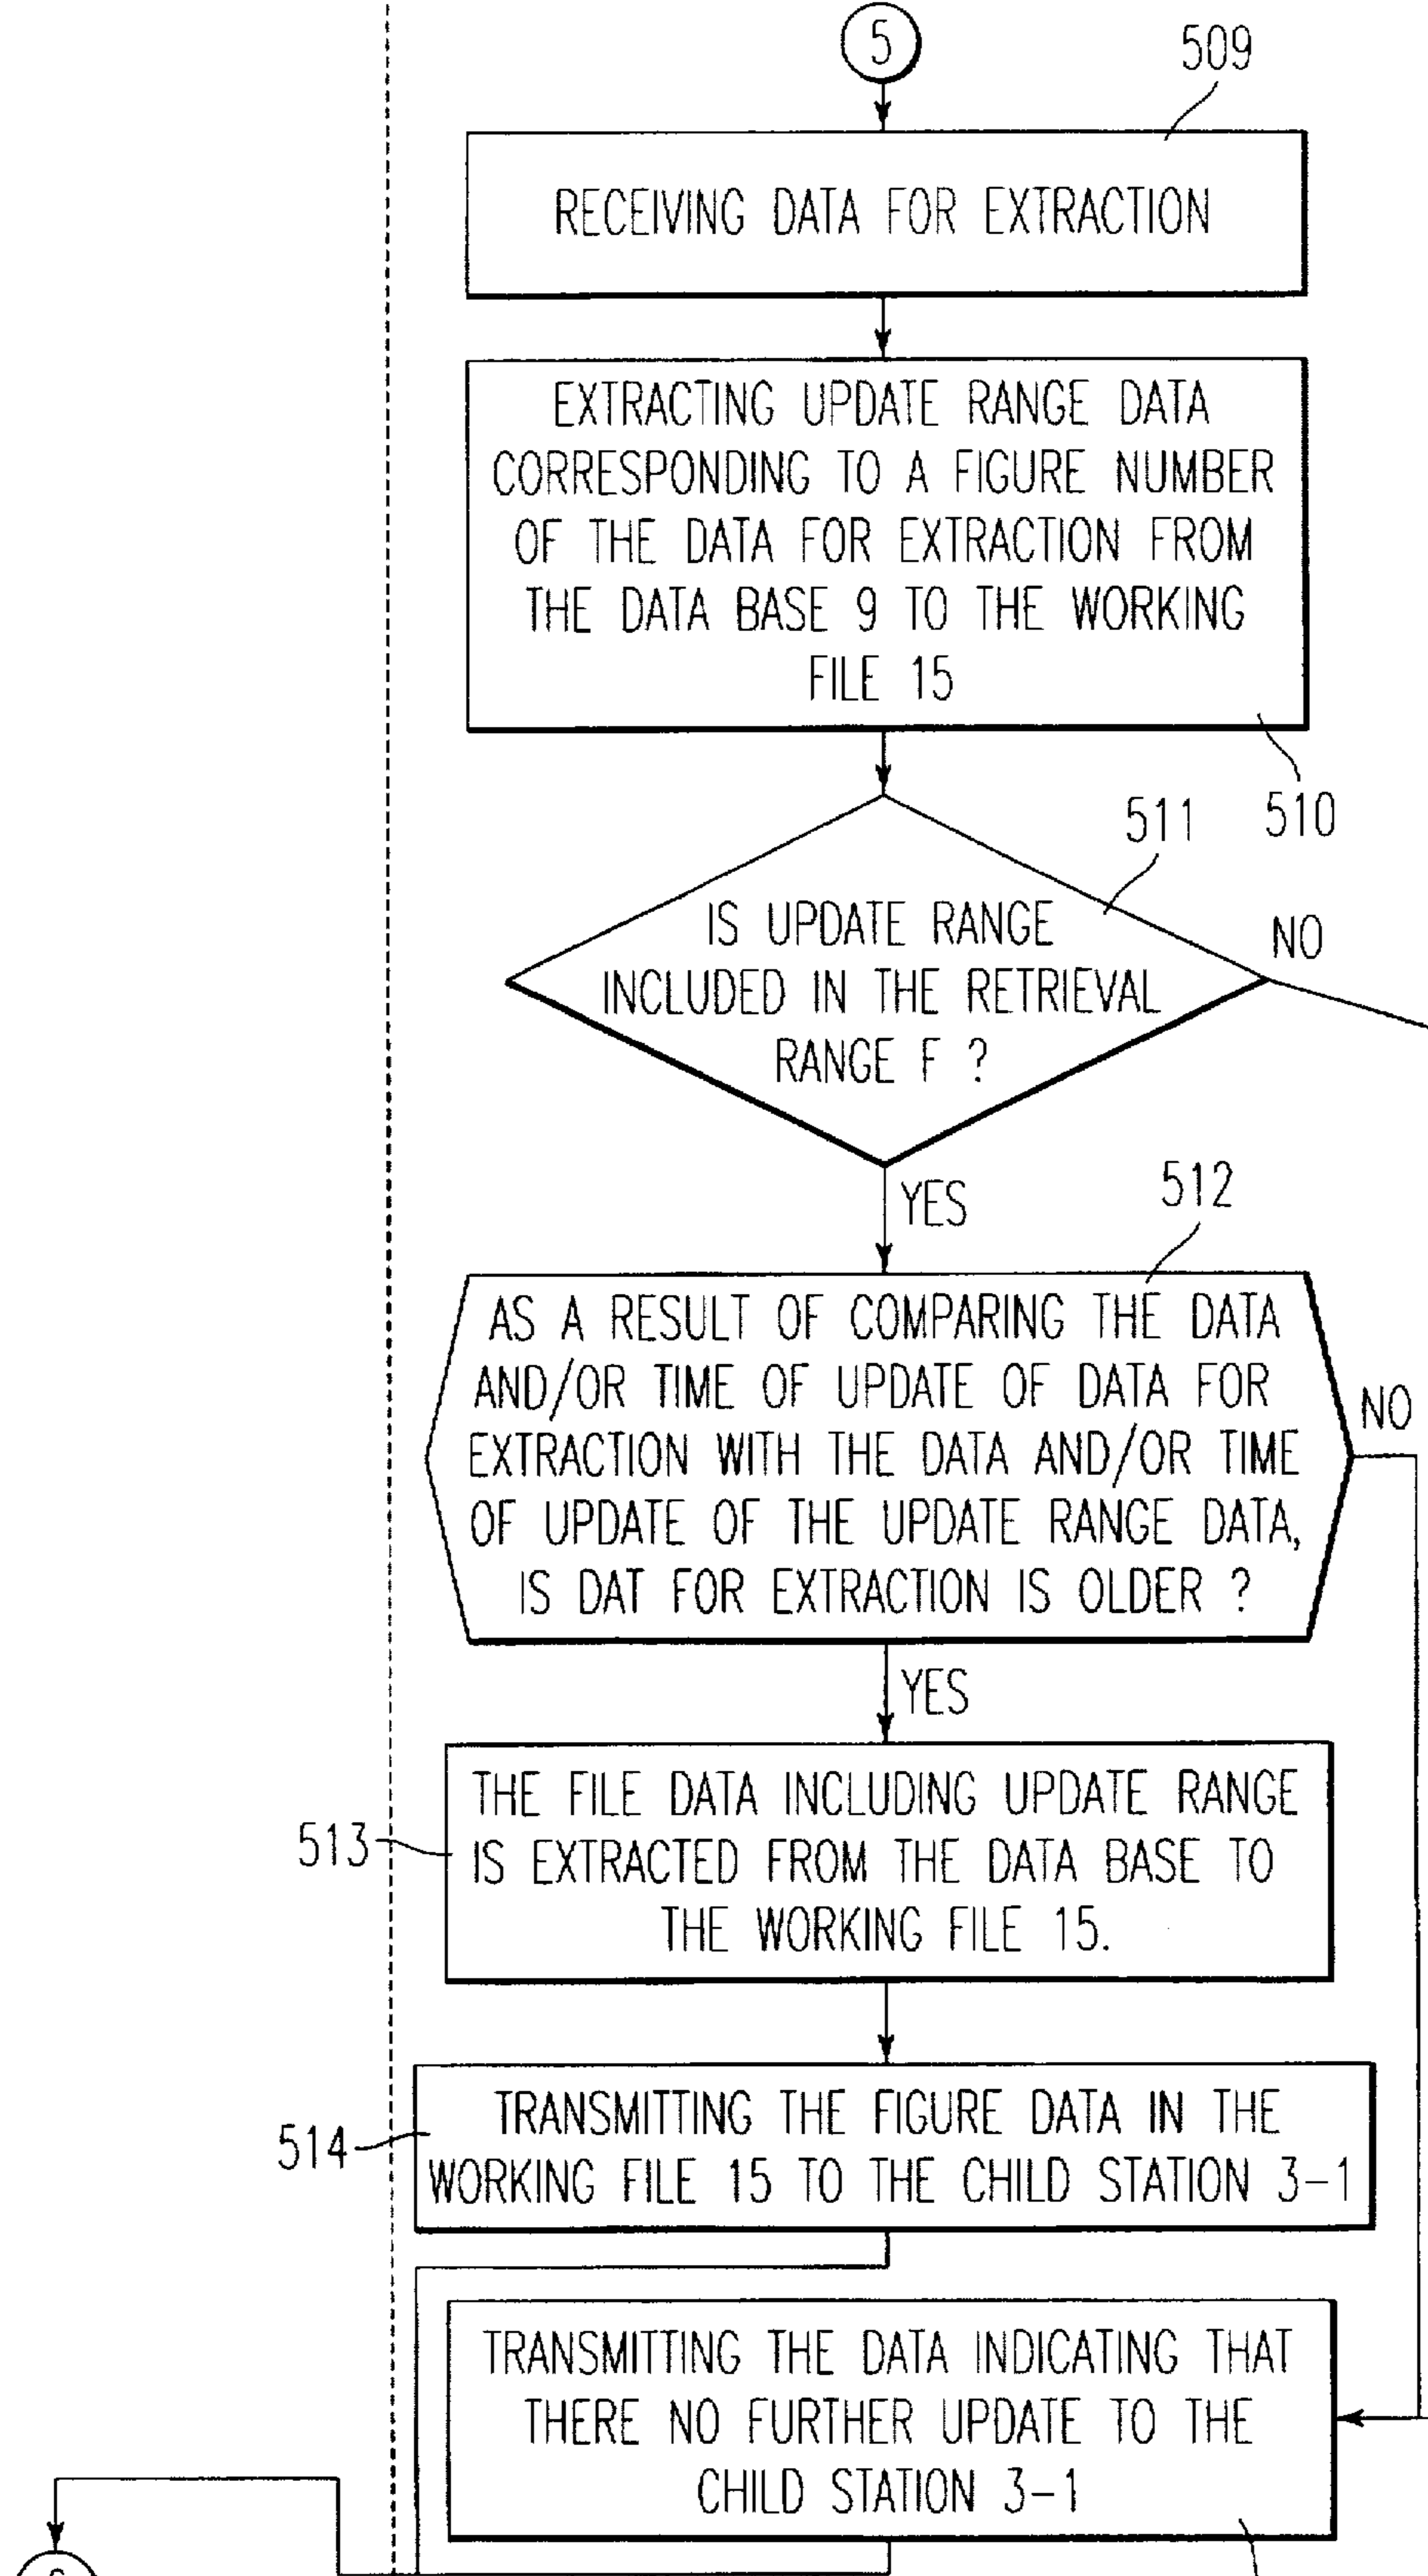 5
509
RECEIVING DATA FOR EXTRACTION
EXTRACTING UPDATE RANGE DATA
CORRESPONDING TO A FIGURE NUMBER
OF THE DATA FOR EXTRACTION FROM
THE DATA BASE 9 TO THE WORKING
FILE 15
510
511
IS UPDATE RANGE
INCLUDED IN THE RETRIEVAL
RANGE F ?
NO
YES
512
AS A RESULT OF COMPARING THE DATA
AND/OR TIME OF UPDATE OF DATA FOR
EXTRACTION WITH THE DATA AND/OR TIME
OF UPDATE OF THE UPDATE RANGE DATA,
IS DAT FOR EXTRACTION IS OLDER ?
NO
YES
513
THE FILE DATA INCLUDING UPDATE RANGE
IS EXTRACTED FROM THE DATA BASE TO
THE WORKING FILE 15.
514
TRANSMITTING THE FIGURE DATA IN THE
WORKING FILE 15 TO THE CHILD STATION 3-1
TRANSMITTING THE DATA INDICATING THAT
THERE NO FURTHER UPDATE TO THE
CHILD STATION 3-1